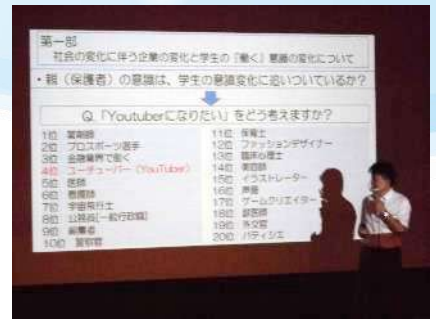 第一部
社会の変化に伴う企業の変化と学生の「働く」意識の変化について
・親（保護者）の意識は、学生の意識変化に追いついているか？
Q.「Youtuberになりたい」をどう考えますか？
1位 薬剤師
2位 プロスポーツ選手
3位 金融業界で働く
4位 ユーチューバー（YouTuber）
5位 医師
6位 看護師
7位 宇宙飛行士
8位 公務員［一般行政職］
9位 起業者
10位 警察官
11位 保育士
12位 ファッションデザイナー
13位 臨床心理士
14位 美容師
15位 イラストレーター
16位 声優
17位 ゲームクリエイター
18位 獣医師
19位 外交官
20位 パティシエ